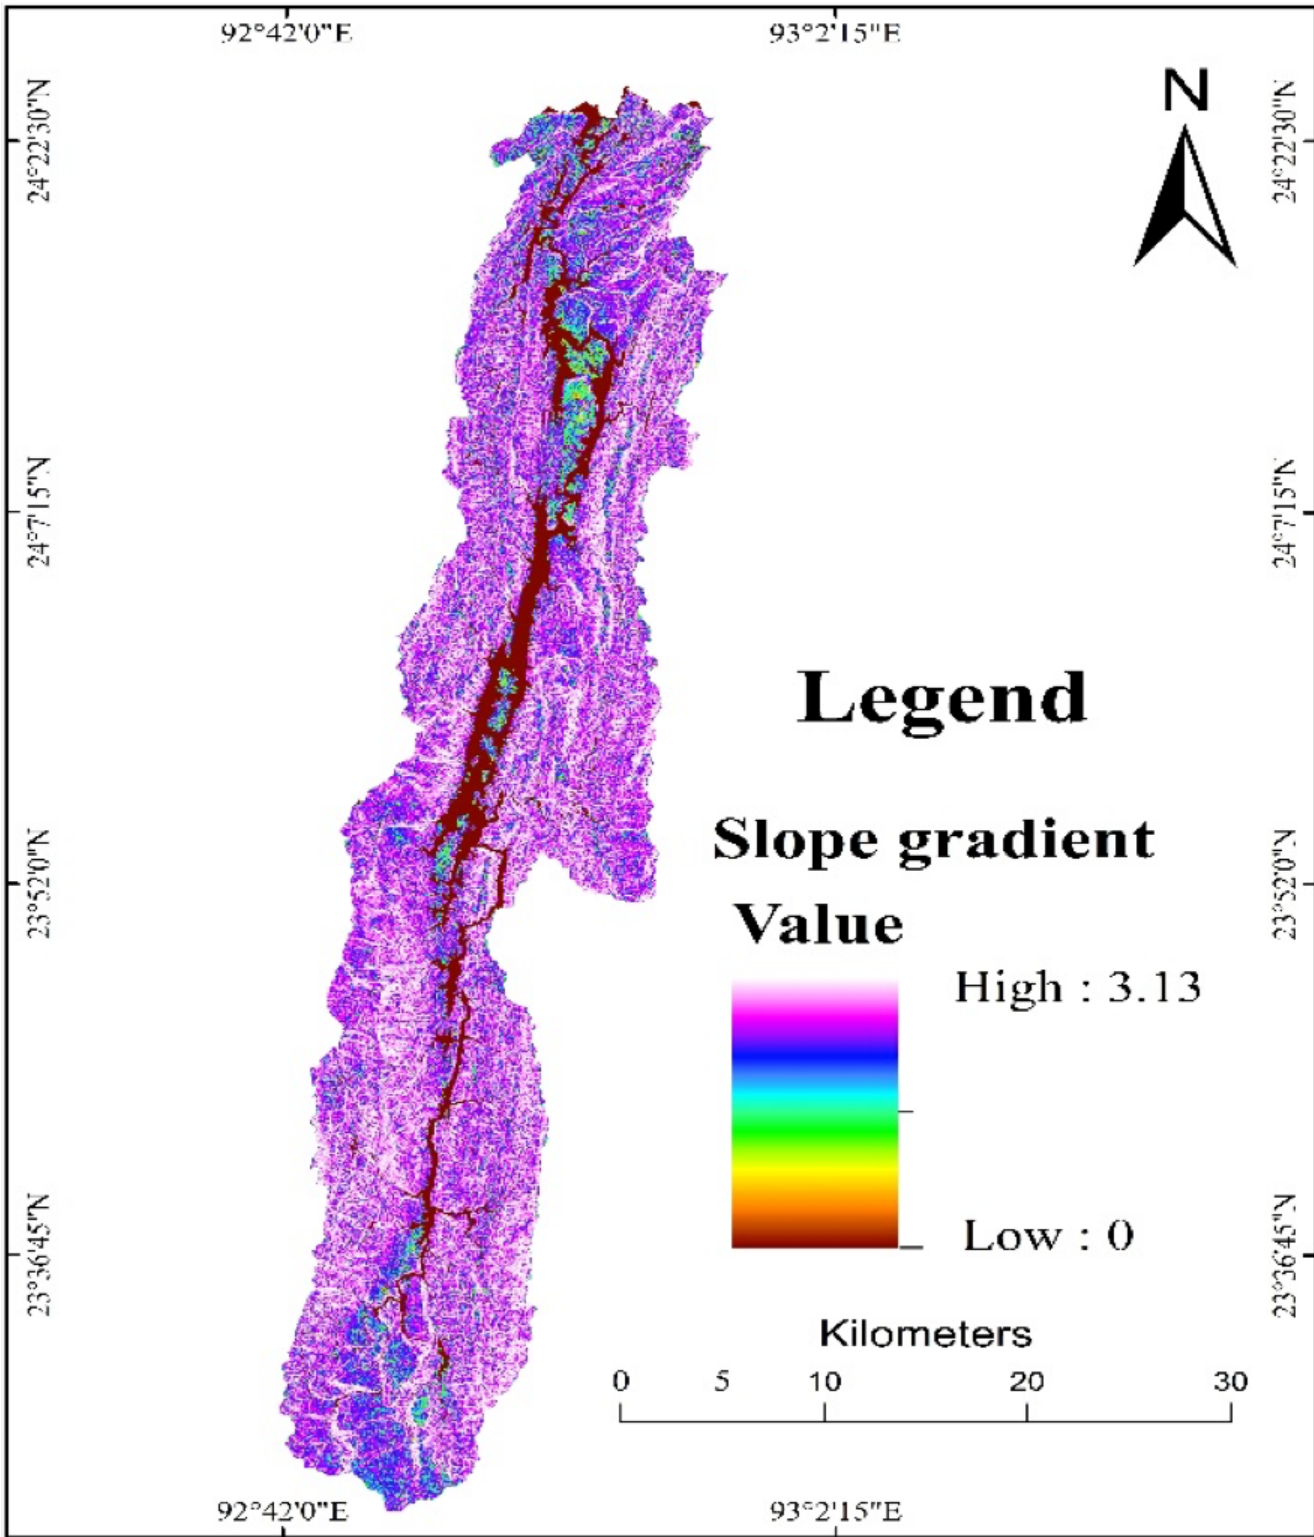 92°42'0"E 93°2'15"E
N
24°22'30"N 24°22'30"N
24°7'15"N 24°7'15"N
Legend
Slope gradient
23°52'0"N 23°52'0"N
Value
High : 3.13
Low : 0
23°36'45"N 23°36'45"N
Kilometers
0 5 10 20 30
92°42'0"E 93°2'15"E